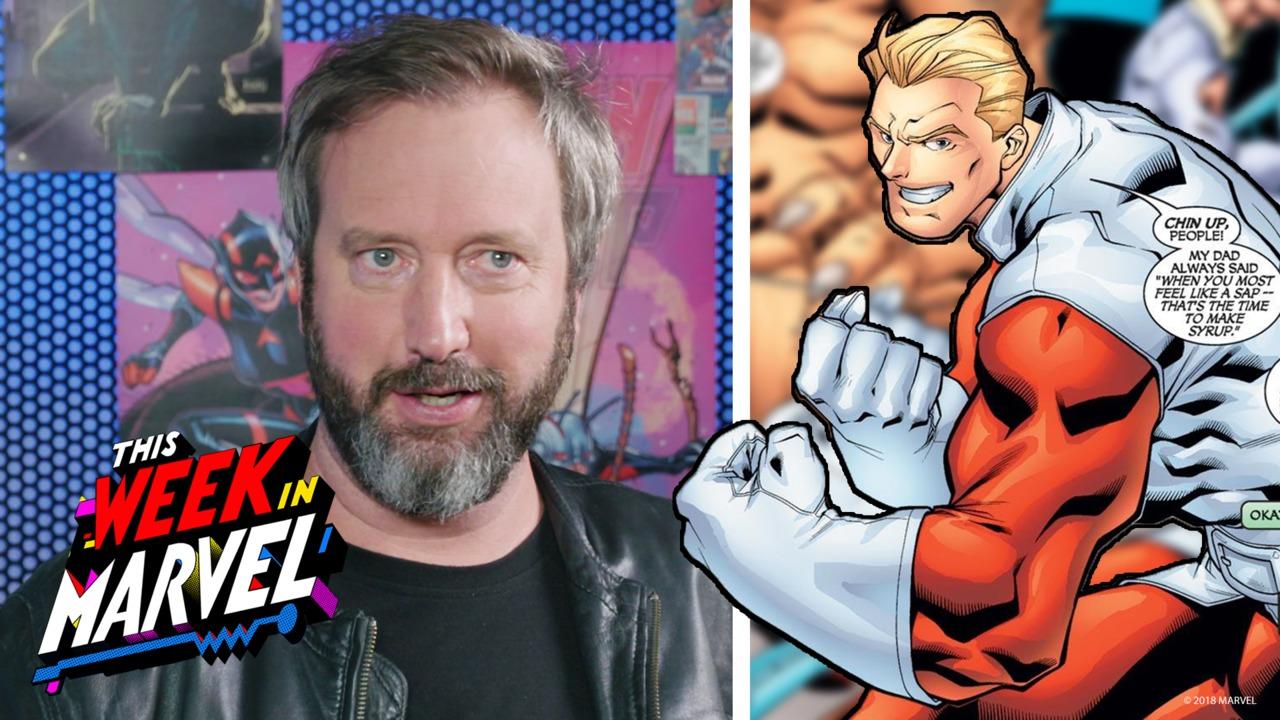 THIS
WEEK IN
MARVEL
CHIN UP,
PEOPLE!
MY DAD
ALWAYS SAID
"WHEN YOU MOST
FEEL LIKE A SAP --
THAT'S THE TIME
TO MAKE
SYRUP."
OKA
© 2018 MARVEL